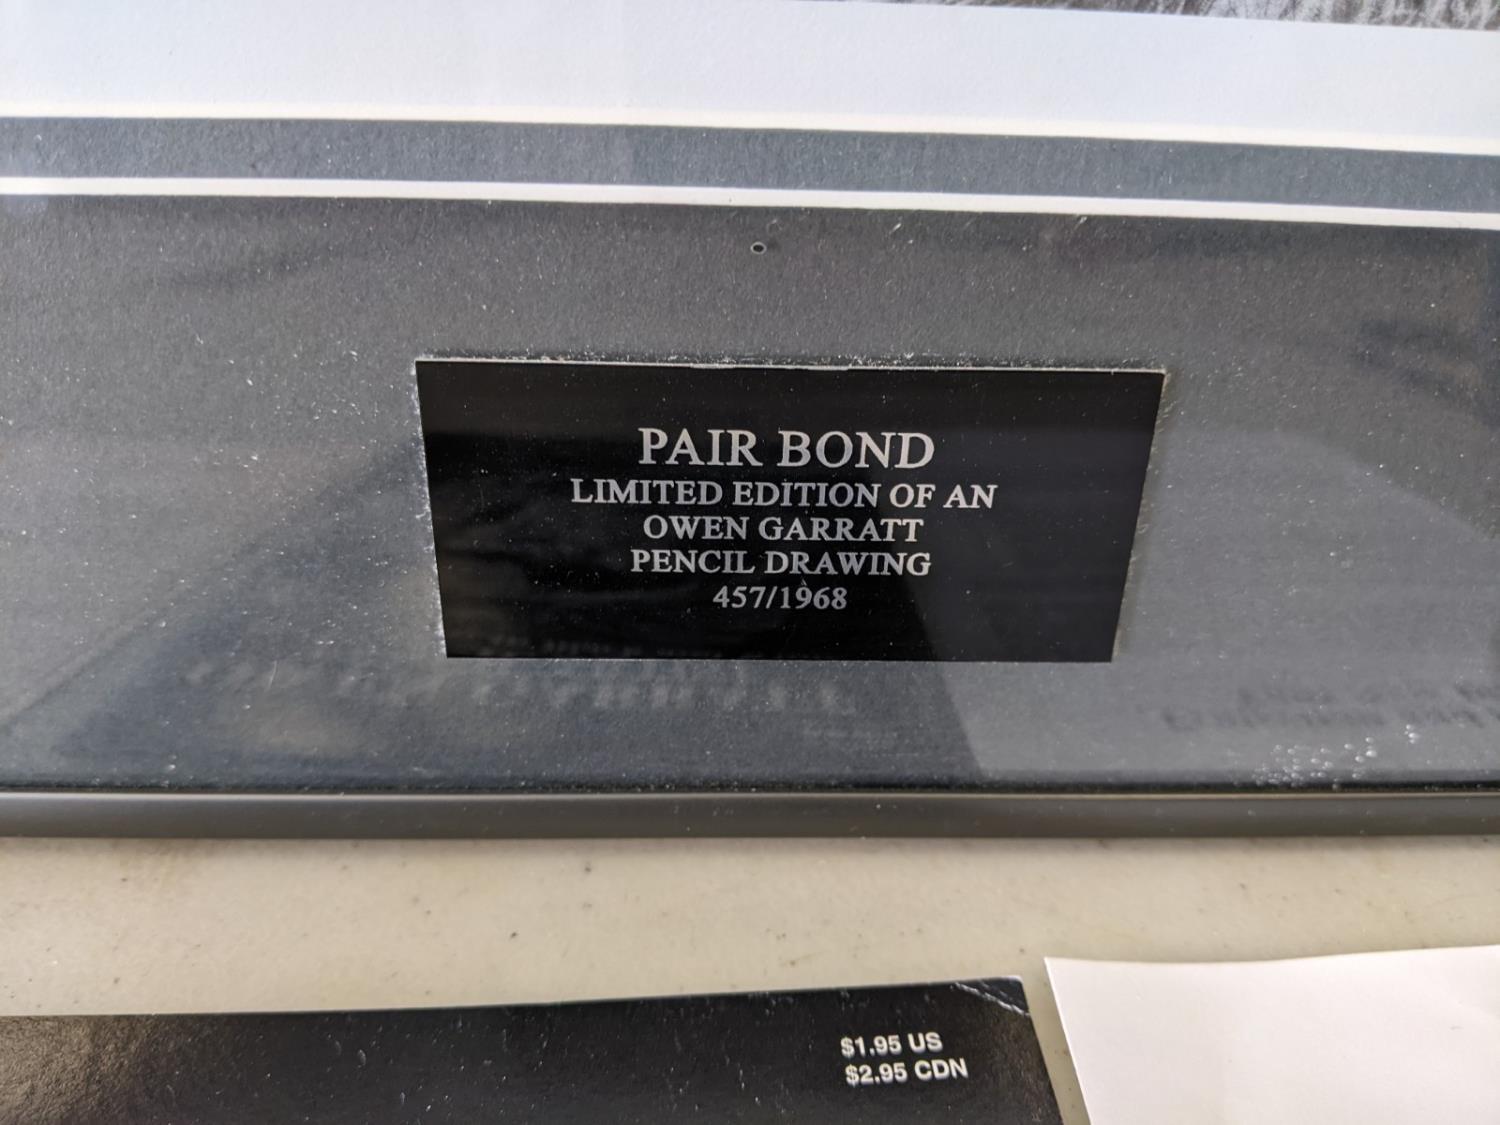 PAIR BOND
LIMITED EDITION OF AN
OWEN GARRATT
PENCIL DRAWING
457/1968
$1.95 US
$2.95 CDN